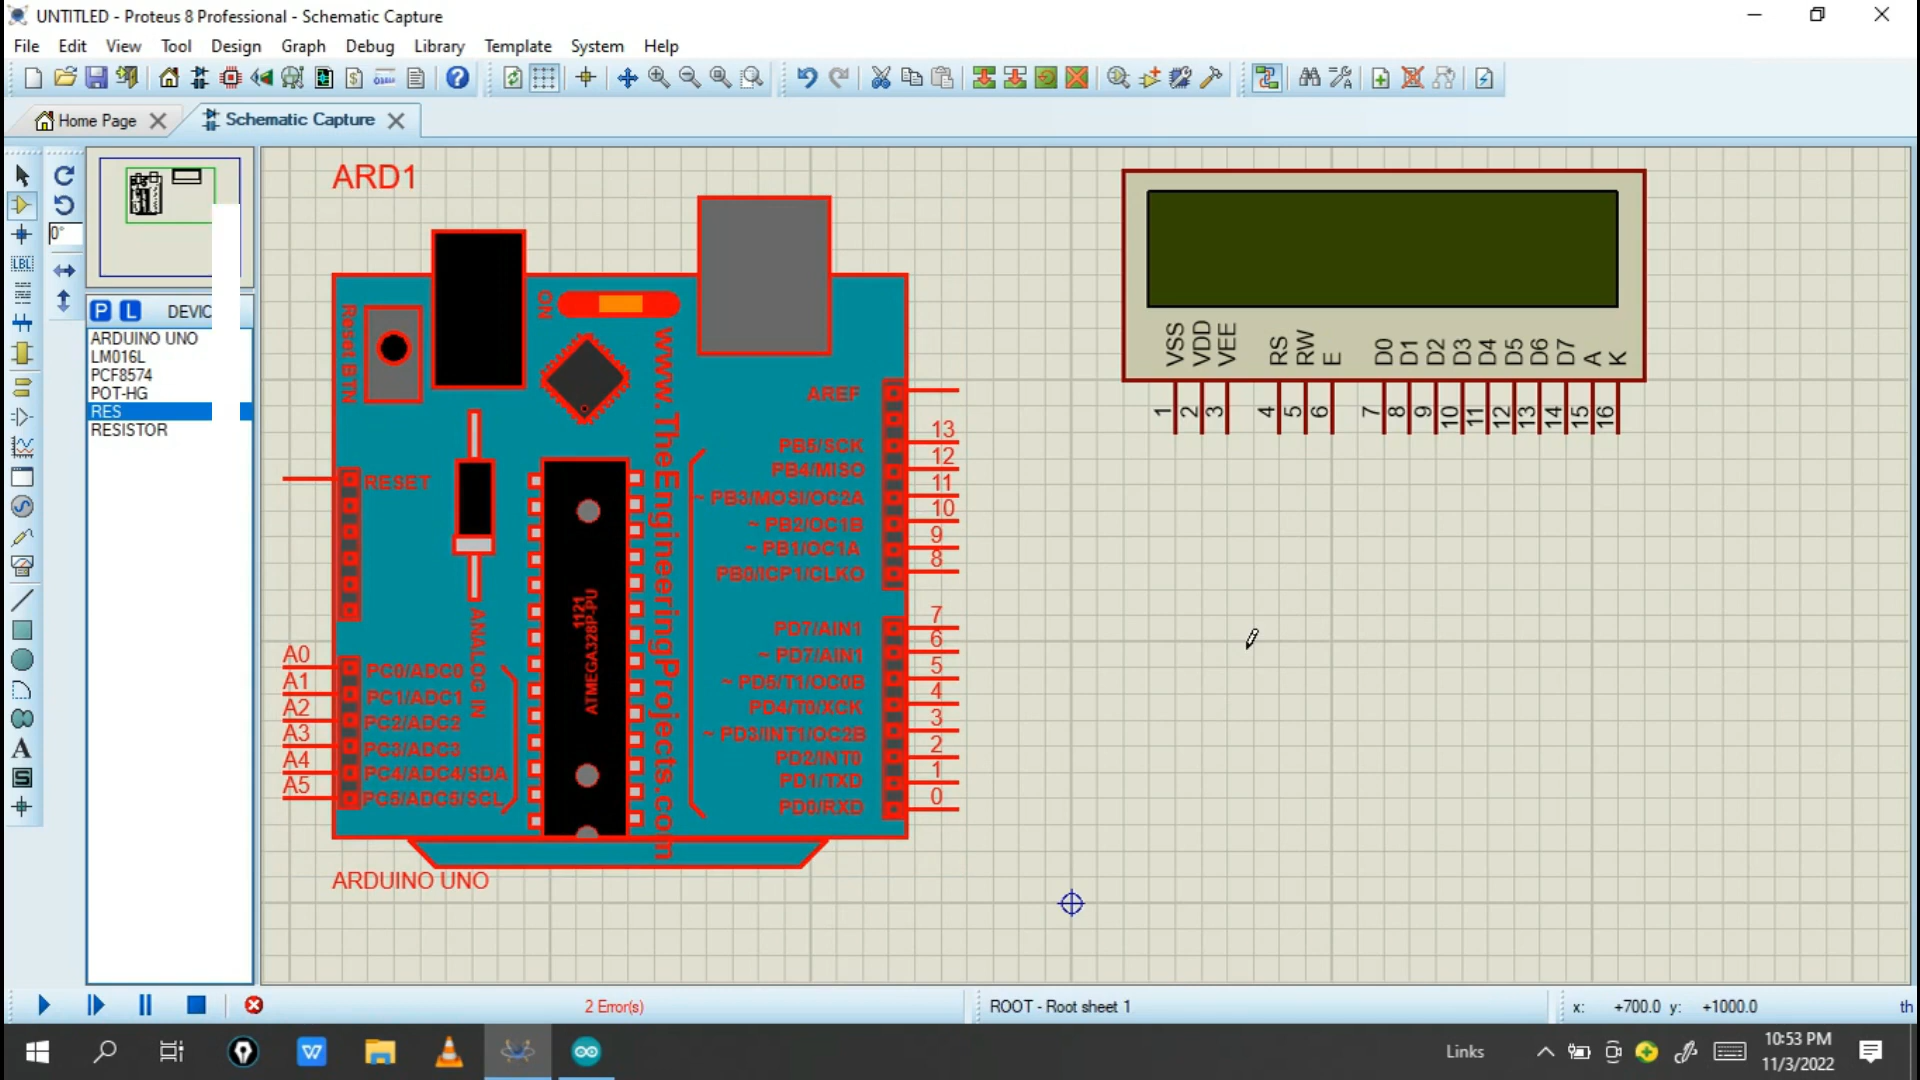 UNTITLED - Proteus 8 Professional - Schematic Capture
File Edit View Tool Design Graph Debug Library Template System Help
Home Page
Schematic Capture
0°
LBL
P L DEVIC
ARDUINO UNO
LM016L
PCF8574
POT-HG
RES
RESISTOR
A
S
ARD1
Reset BTN
ON
www.TheEngineeringProjects.com
AREF
PB5/SCK 13
PB4/MISO 12
~ PB3/MOSI/OC2A 11
~ PB2/OC1B 10
~ PB1/OC1A 9
PB0/ICP1/CLKO 8
RESET
ANALOG IN
1121
ATMEGA328P-PU
PD7/AIN1 7
~ PD7/AIN1 6
~ PD5/T1/OC0B 5
PD4/T0/XCK 4
~ PD3/INT1/OC2B 3
PD2/INT0 2
PD1/TXD 1
PD0/RXD 0
A0 PC0/ADC0
A1 PC1/ADC1
A2 PC2/ADC2
A3 PC3/ADC3
A4 PC4/ADC4/SDA
A5 PC5/ADC5/SCL
ARDUINO UNO
VSS VDD VEE RS RW E D0 D1 D2 D3 D4 D5 D6 D7 A K
1 2 3 4 5 6 7 8 9 10 11 12 13 14 15 16
2 Error(s)
ROOT - Root sheet 1
x: +700.0 y: +1000.0 th
Links
10:53 PM
11/3/2022